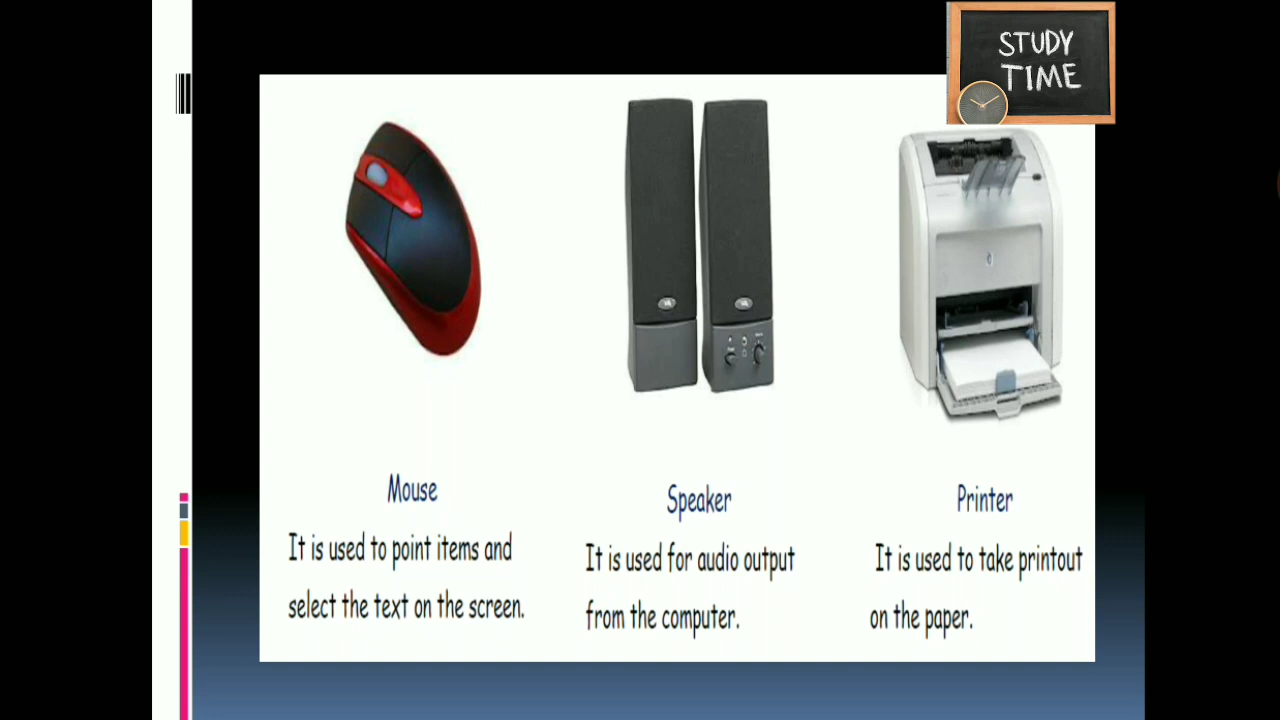 STUDY
TIME
Mouse
It is used to point items and
select the text on the screen.
Speaker
It is used for audio output
from the computer.
Printer
It is used to take printout
on the paper.